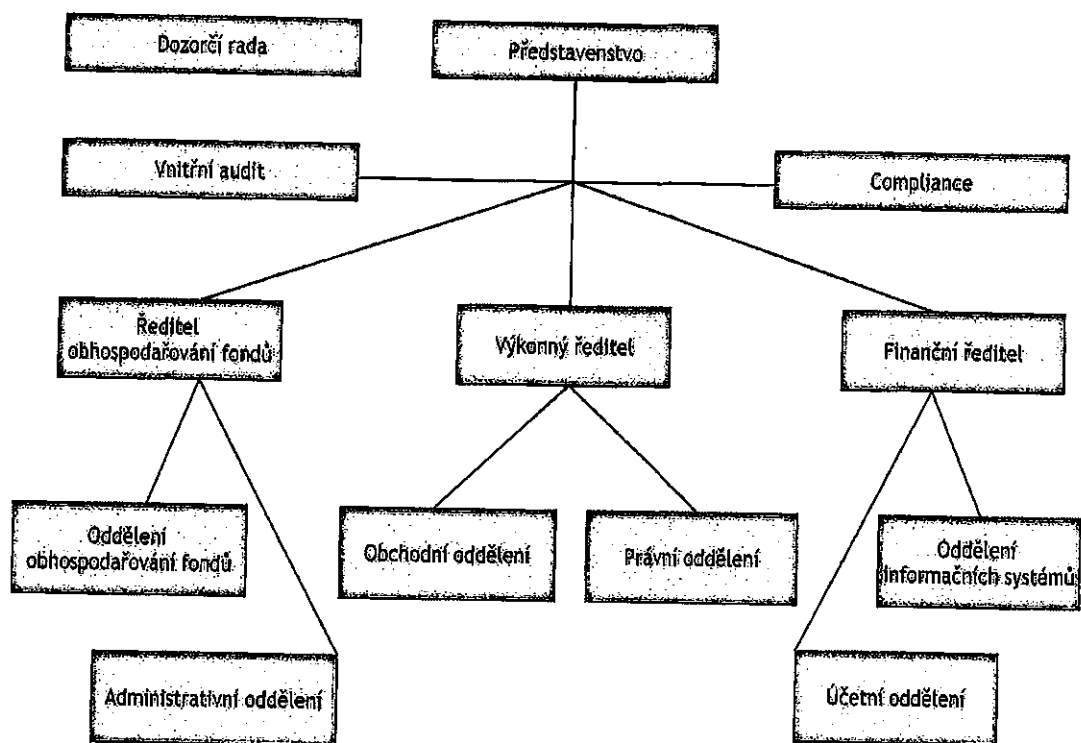 Dozorčí rada
Představenstvo
Vnitřní audit
Compliance
Ředitel
obhospodařování fondů
Výkonný ředitel
Finanční ředitel
Oddělení
obhospodařování fondů
Obchodní oddělení
Právní oddělení
Oddělení
informačních systémů
Administrativní oddělení
Účetní oddělení